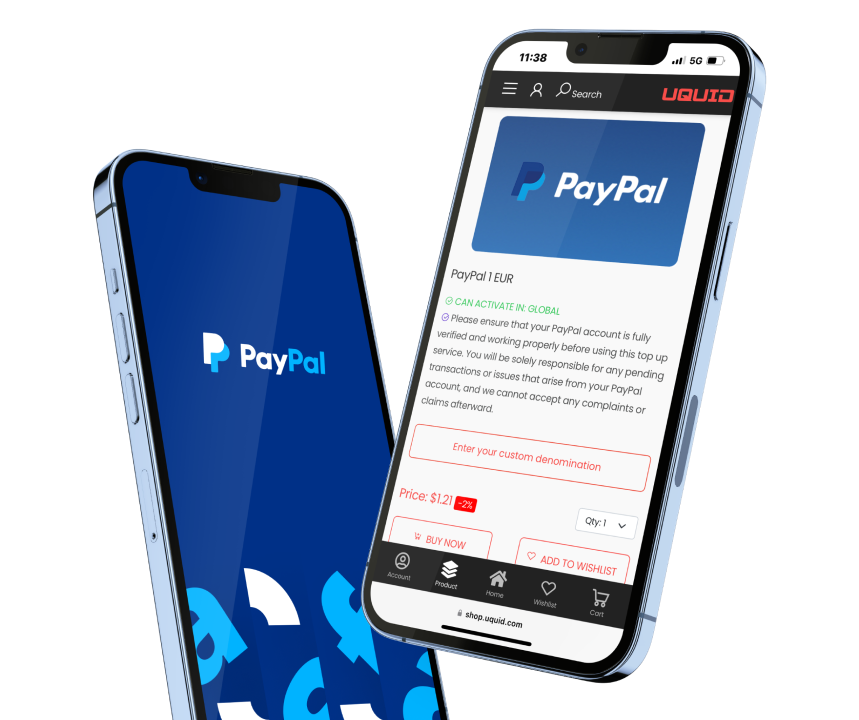 PayPal
11:38
5G
Search
UQUID
PayPal
PayPal 1 EUR
CAN ACTIVATE IN: GLOBAL
Please ensure that your PayPal account is fully
verified and working properly before using this top up
service. You will be solely responsible for any pending
transactions or issues that arise from your PayPal
account, and we cannot accept any complaints or
claims afterward.
Enter your custom denomination
Price: $1.21 -2%
Qty: 1
BUY NOW
ADD TO WISHLIST
Account
Product
Home
Wishlist
Cart
shop.uquid.com